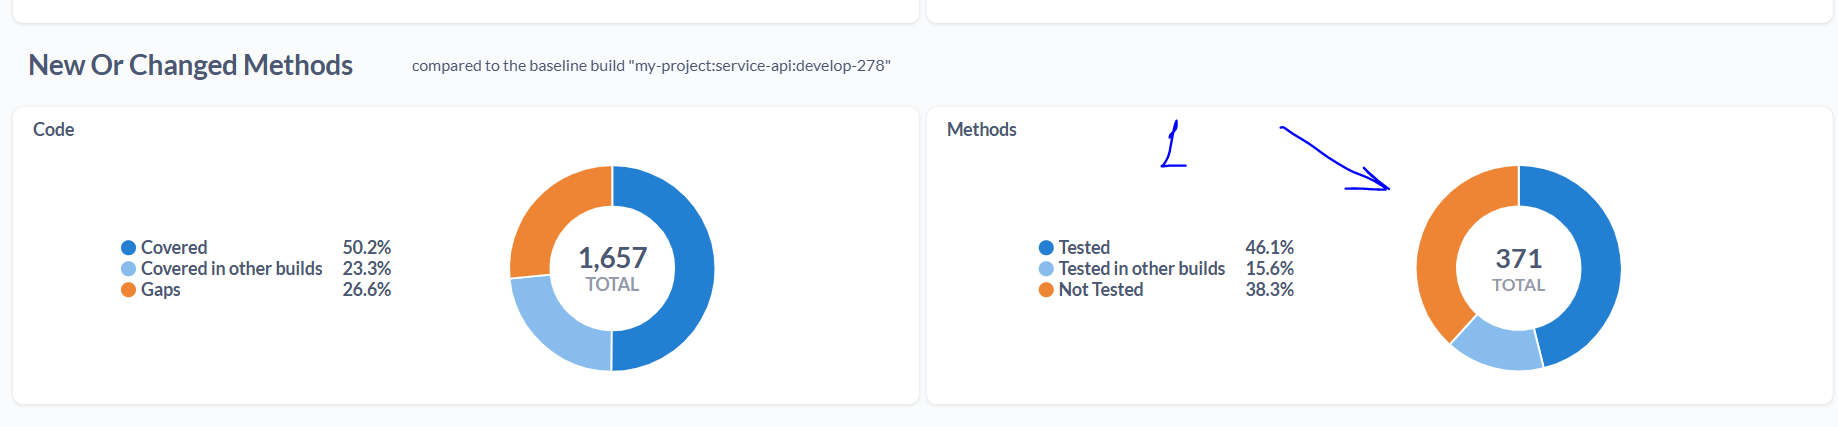 New Or Changed Methods compared to the baseline build "my-project:service-api:develop-278"
Code
Covered 50.2%
Covered in other builds 23.3%
Gaps 26.6%
1,657
TOTAL
Methods
1
Tested 46.1%
Tested in other builds 15.6%
Not Tested 38.3%
371
TOTAL